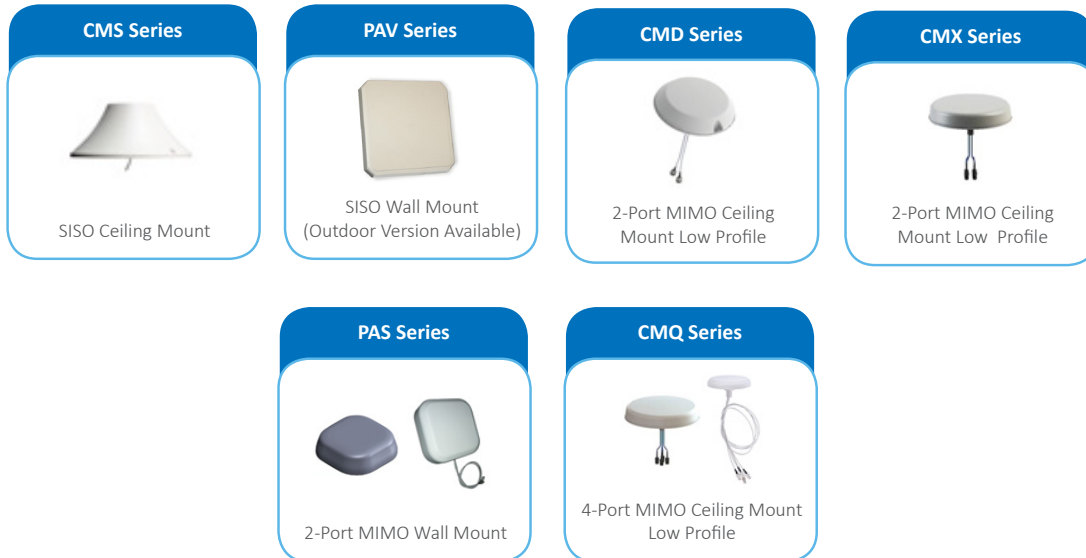 CMS Series
SISO Ceiling Mount
PAV Series
SISO Wall Mount
(Outdoor Version Available)
CMD Series
2-Port MIMO Ceiling
Mount Low Profile
CMX Series
2-Port MIMO Ceiling
Mount Low  Profile
PAS Series
2-Port MIMO Wall Mount
CMQ Series
4-Port MIMO Ceiling Mount
Low Profile